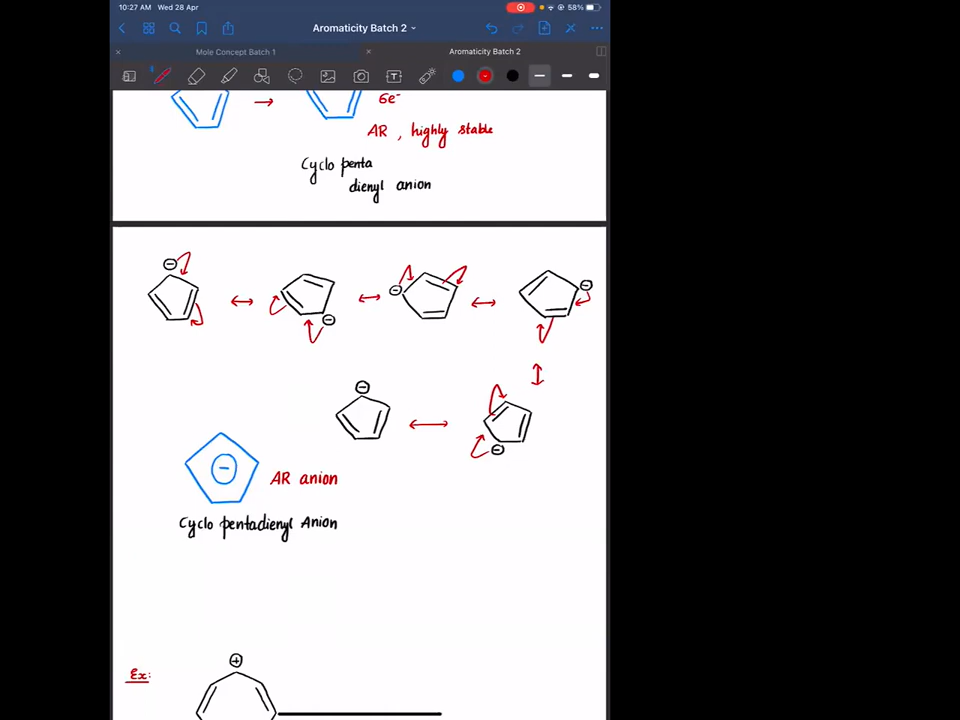 10:27 AM Wed 28 Apr
58%
Aromaticity Batch 2
Mole Concept Batch 1
Aromaticity Batch 2
6e⁻
AR , highly stable
Cyclo penta
dienyl anion
AR anion
Cyclo pentadienyl Anion
Ex: